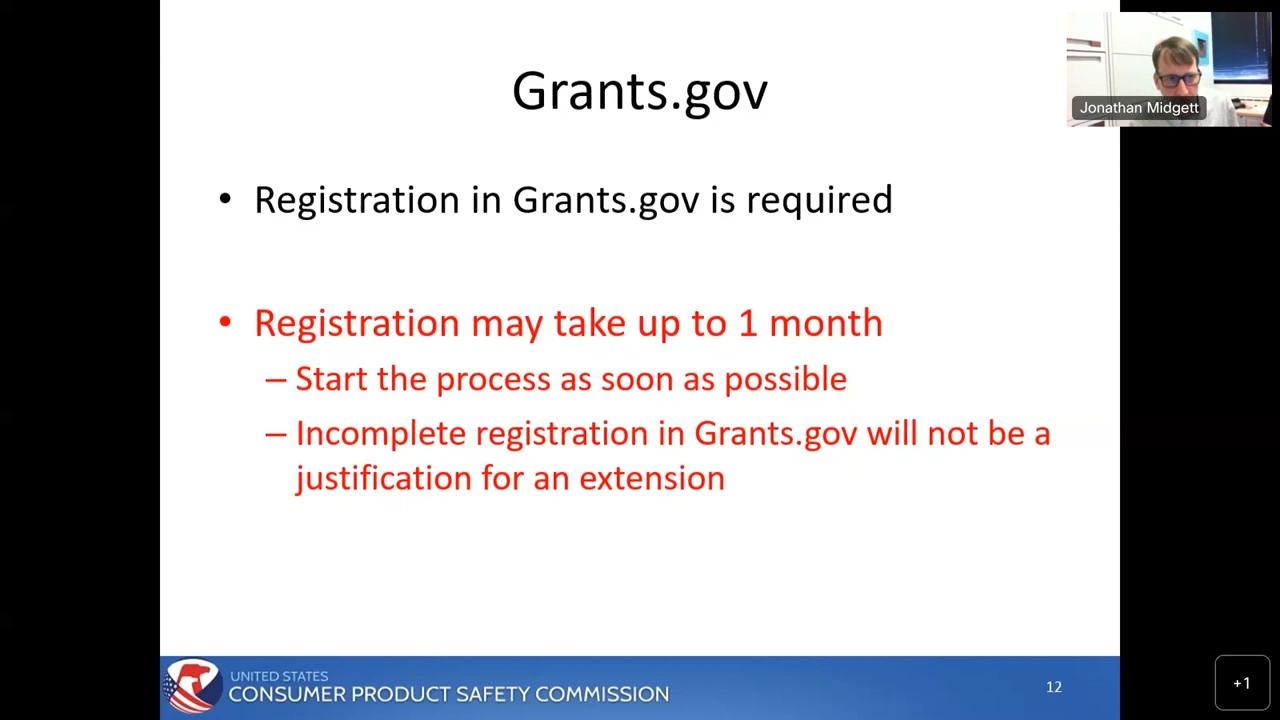 Grants.gov
Jonathan Midgett
• Registration in Grants.gov is required
• Registration may take up to 1 month
– Start the process as soon as possible
– Incomplete registration in Grants.gov will not be a
justification for an extension
UNITED STATES
CONSUMER PRODUCT SAFETY COMMISSION
12
+1